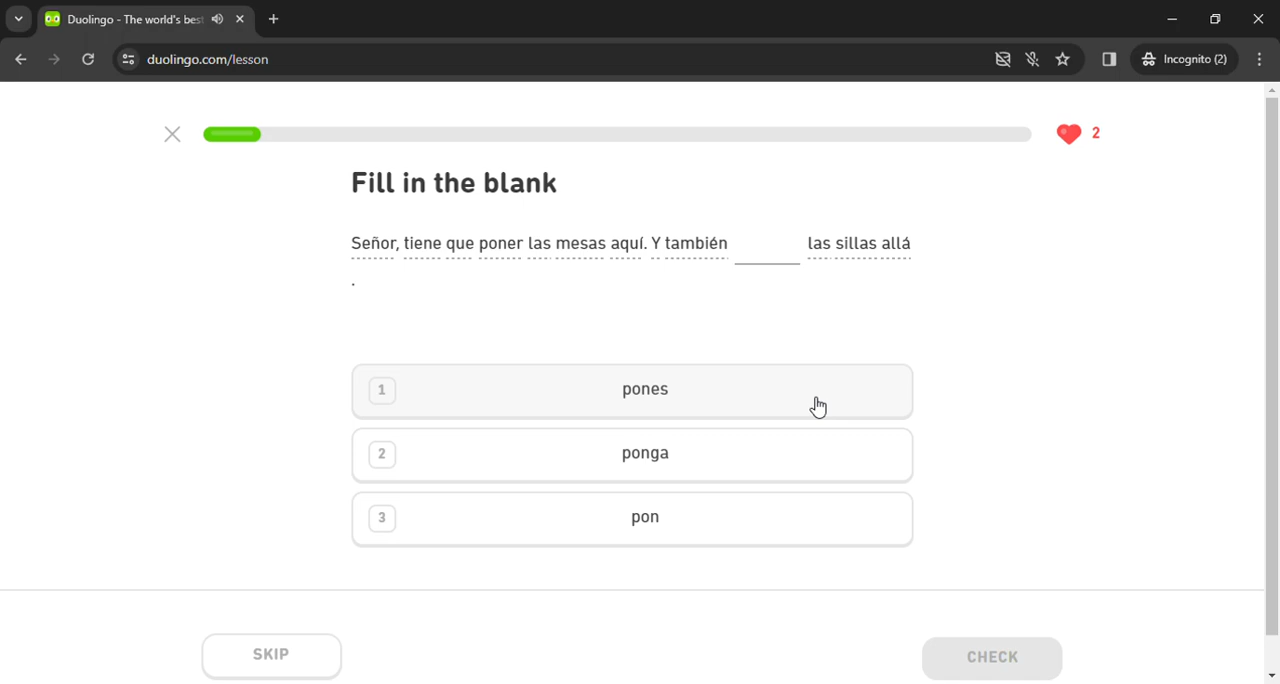 Duolingo - The world's best
duolingo.com/lesson
Incognito (2)
2
Fill in the blank
Señor, tiene que poner las mesas aquí. Y también ______ las sillas allá
.
1 pones
2 ponga
3 pon
SKIP
CHECK